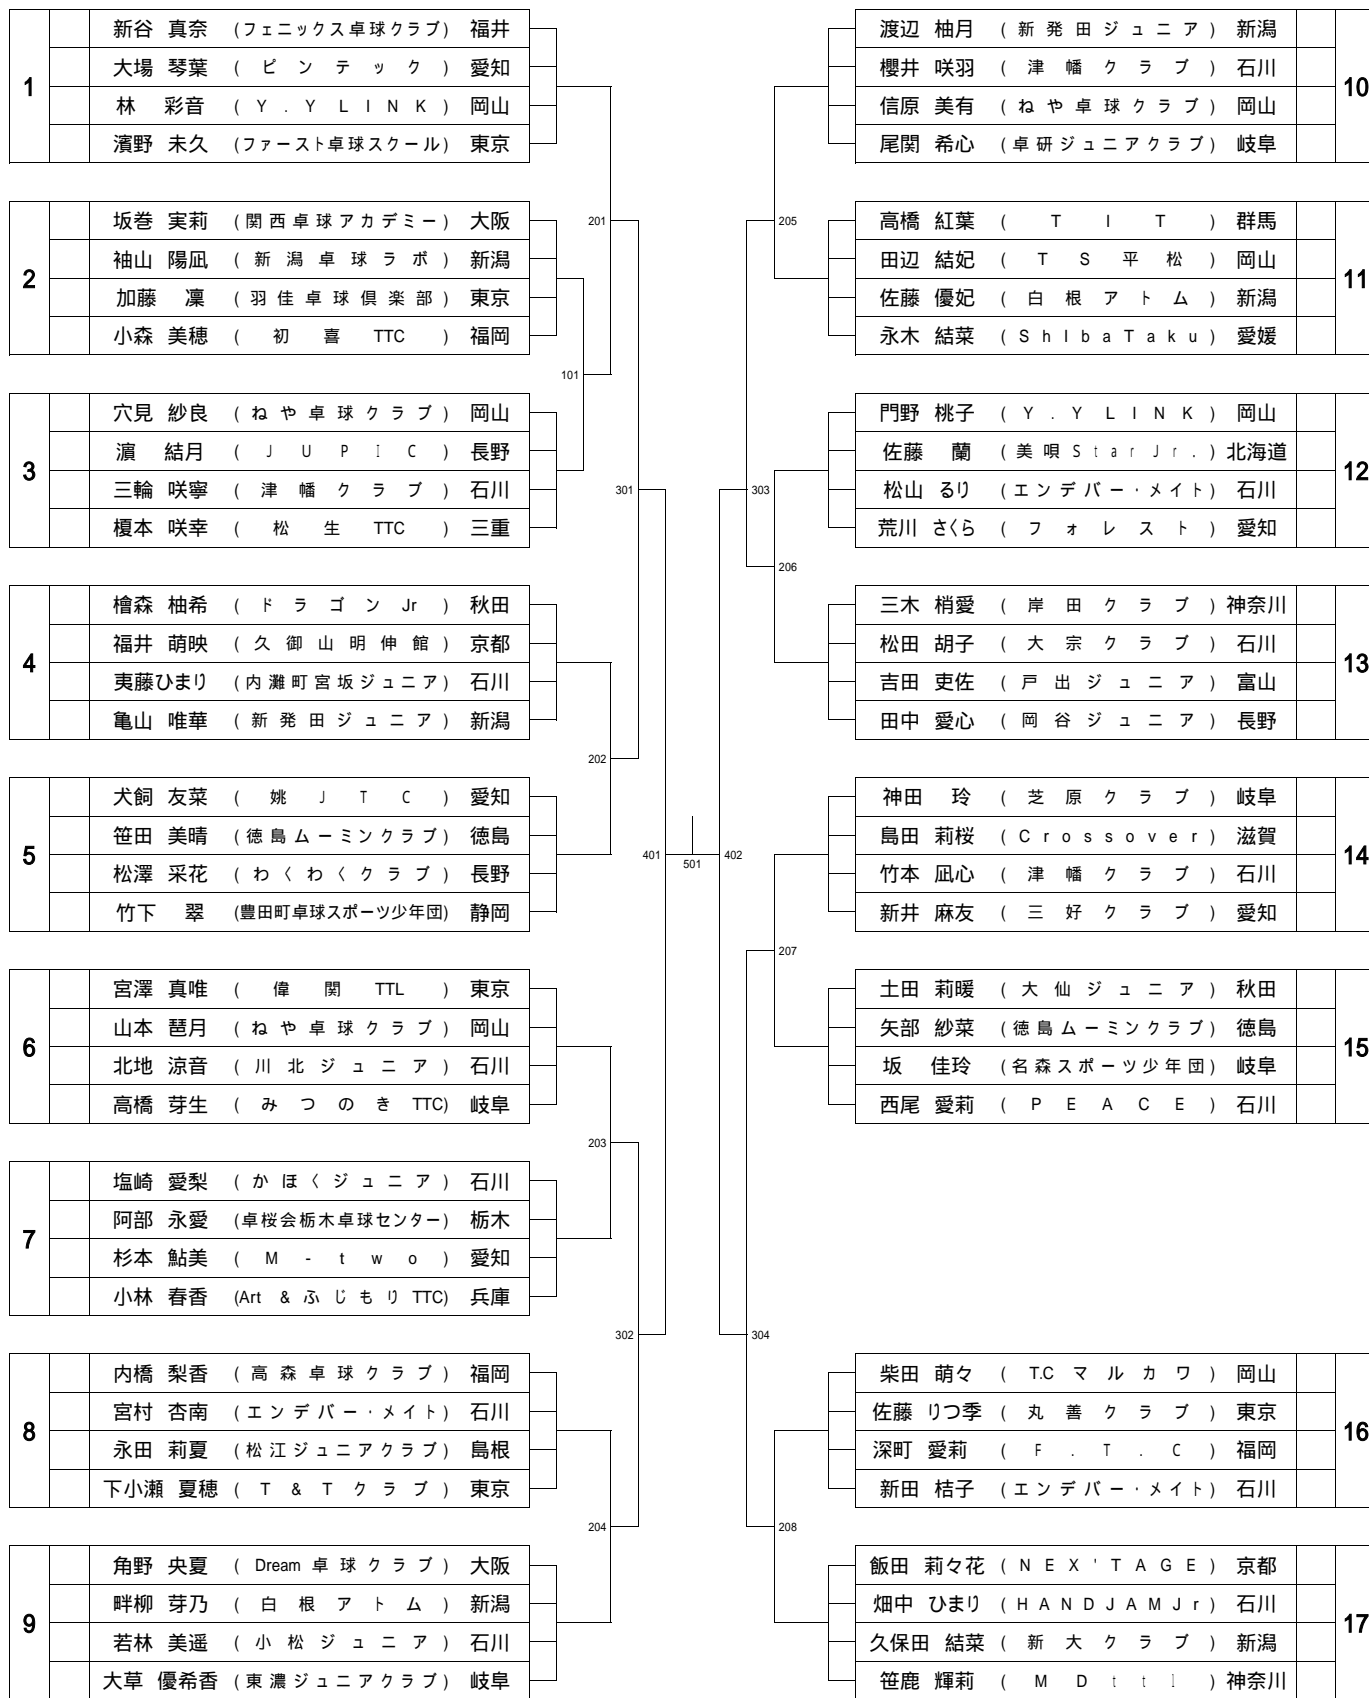 1
新谷 真奈 (フェニックス卓球クラブ) 福井
大場 琴葉 (ピンテック) 愛知
林 彩音 (Y.Y LINK) 岡山
濱野 未久 (ファースト卓球スクール) 東京
2
坂巻 実莉 (関西卓球アカデミー) 大阪
袖山 陽凪 (新潟卓球ラボ) 新潟
加藤 凜 (羽佳卓球倶楽部) 東京
小森 美穂 (初喜TTC) 福岡
3
穴見 紗良 (ねや卓球クラブ) 岡山
濵 結月 (JUPIC) 長野
三輪 咲寧 (津幡クラブ) 石川
榎本 咲幸 (松生TTC) 三重
4
檜森 柚希 (ドラゴンJr) 秋田
福井 萌映 (久御山明伸館) 京都
夷藤ひまり (内灘町宮坂ジュニア) 石川
亀山 唯華 (新発田ジュニア) 新潟
5
犬飼 友菜 (姚JTC) 愛知
笹田 美晴 (徳島ムーミンクラブ) 徳島
松澤 采花 (わくわくクラブ) 長野
竹下 翠 (豊田町卓球スポーツ少年団) 静岡
6
宮澤 真唯 (偉関TTL) 東京
山本 琶月 (ねや卓球クラブ) 岡山
北地 涼音 (川北ジュニア) 石川
高橋 芽生 (みつのきTTC) 岐阜
7
塩崎 愛梨 (かほくジュニア) 石川
阿部 永愛 (卓桜会栃木卓球センター) 栃木
杉本 鮎美 (M-two) 愛知
小林 春香 (Art &ふじもりTTC) 兵庫
8
内橋 梨香 (高森卓球クラブ) 福岡
宮村 杏南 (エンデバー・メイト) 石川
永田 莉夏 (松江ジュニアクラブ) 島根
下小瀬 夏穂 (T&Tクラブ) 東京
9
角野 央夏 (Dream卓球クラブ) 大阪
畔柳 芽乃 (白根アトム) 新潟
若林 美遥 (小松ジュニア) 石川
大草 優希香 (東濃ジュニアクラブ) 岐阜
101
201
202
203
204
301
302
401
501
402
303
304
205
206
207
208
渡辺 柚月 (新発田ジュニア) 新潟
櫻井 咲羽 (津幡クラブ) 石川
信原 美有 (ねや卓球クラブ) 岡山
尾関 希心 (卓研ジュニアクラブ) 岐阜
10
高橋 紅葉 (TIT) 群馬
田辺 結妃 (TS平松) 岡山
佐藤 優妃 (白根アトム) 新潟
永木 結菜 (ShIbaTaku) 愛媛
11
門野 桃子 (Y.Y LINK) 岡山
佐藤 蘭 (美唄StarJr.) 北海道
松山 るり (エンデバー・メイト) 石川
荒川 さくら (フォレスト) 愛知
12
三木 梢愛 (岸田クラブ) 神奈川
松田 胡子 (大宗クラブ) 石川
吉田 吏佐 (戸出ジュニア) 富山
田中 愛心 (岡谷ジュニア) 長野
13
神田 玲 (芝原クラブ) 岐阜
島田 莉桜 (Crossover) 滋賀
竹本 凪心 (津幡クラブ) 石川
新井 麻友 (三好クラブ) 愛知
14
土田 莉暖 (大仙ジュニア) 秋田
矢部 紗菜 (徳島ムーミンクラブ) 徳島
坂 佳玲 (名森スポーツ少年団) 岐阜
西尾 愛莉 (PEACE) 石川
15
柴田 萌々 (T.Cマルカワ) 岡山
佐藤 りつ季 (丸善クラブ) 東京
深町 愛莉 (F.T.C) 福岡
新田 桔子 (エンデバー・メイト) 石川
16
飯田 莉々花 (NEX'TAGE) 京都
畑中 ひまり (HANDJAMJr) 石川
久保田 結菜 (新大クラブ) 新潟
笹鹿 輝莉 (MDttl) 神奈川
17